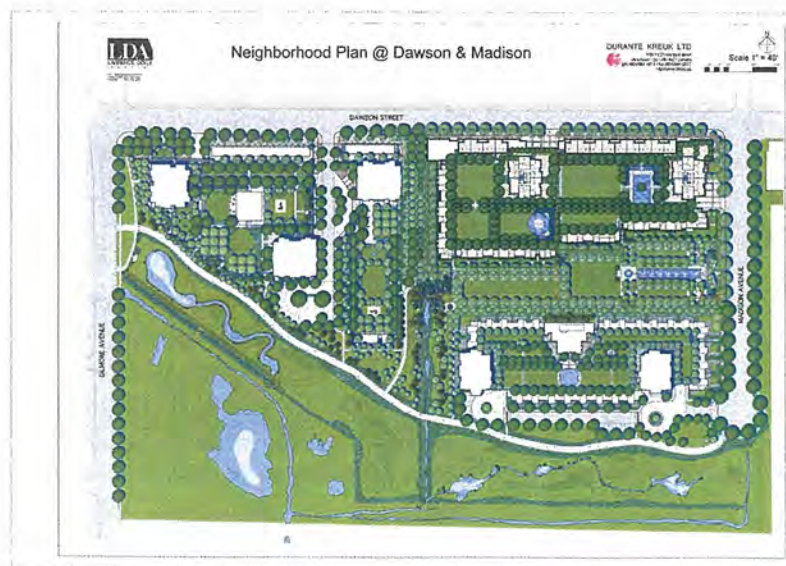 LDA
Neighborhood Plan @ Dawson & Madison
DURANTE KREUK LTD
N
Scale 1" = 40'
DAWSON STREET
GILMORE AVENUE
MADISON AVENUE